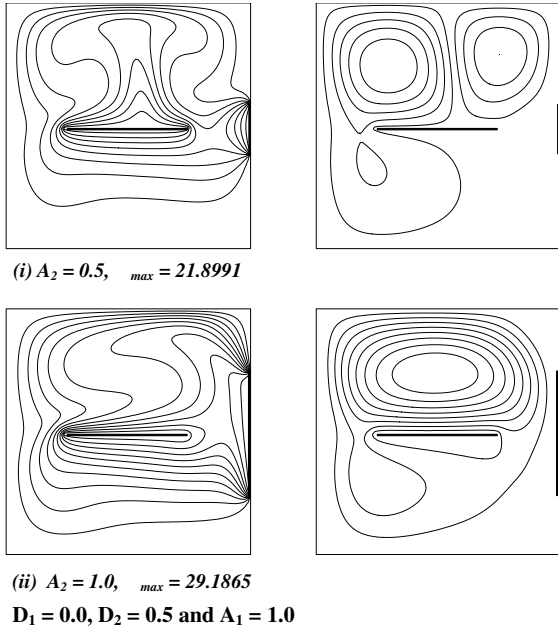 (i) A₂ = 0.5, max = 21.8991
(ii) A₂ = 1.0, max = 29.1865
D₁ = 0.0, D₂ = 0.5 and A₁ = 1.0